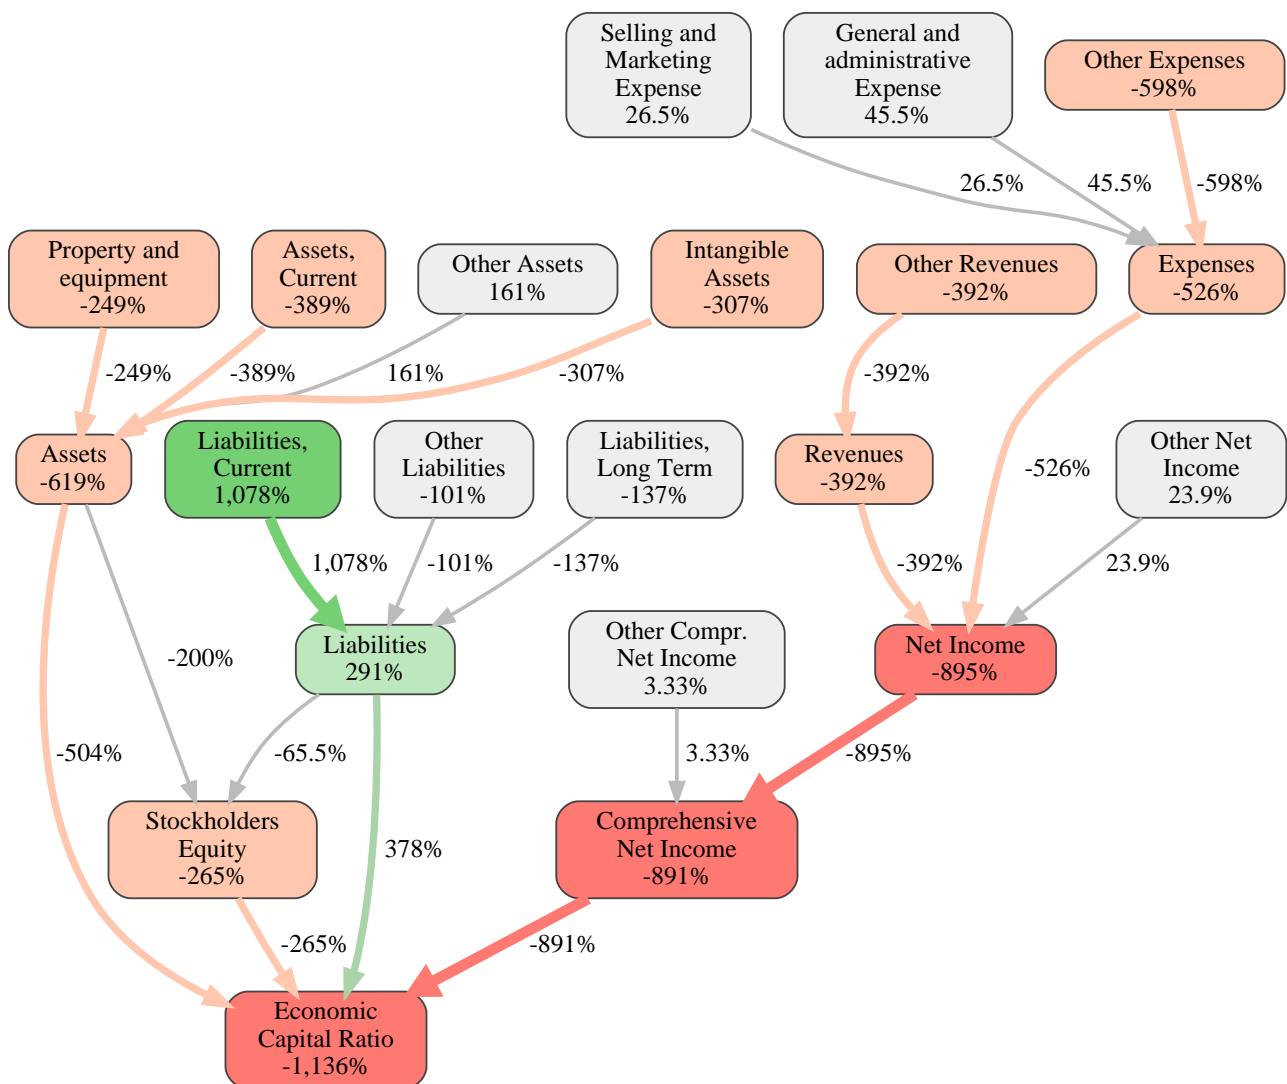 Selling and
Marketing
Expense
26.5%
General and
administrative
Expense
45.5%
Other Expenses
-598%
26.5%
45.5%
-598%
Property and
equipment
-249%
Assets,
Current
-389%
Other Assets
161%
Intangible
Assets
-307%
Other Revenues
-392%
Expenses
-526%
-249%
-389%
161%
-307%
-392%
Assets
-619%
Liabilities,
Current
1,078%
Other
Liabilities
-101%
Liabilities,
Long Term
-137%
Revenues
-392%
-526%
Other Net
Income
23.9%
1,078%
-101%
-137%
-392%
23.9%
-200%
Liabilities
291%
Other Compr.
Net Income
3.33%
Net Income
-895%
-504%
-65.5%
3.33%
-895%
Stockholders
Equity
-265%
378%
Comprehensive
Net Income
-891%
-265%
-891%
Economic
Capital Ratio
-1,136%